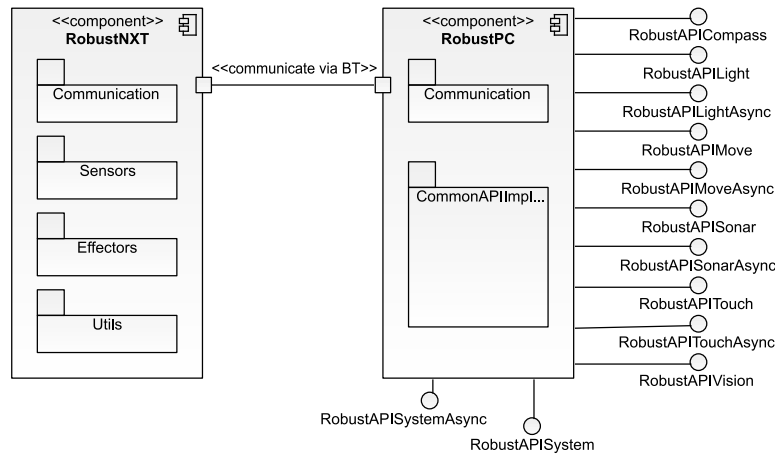 <<component>>
RobustNXT
Communication
Sensors
Effectors
Utils
<<communicate via BT>>
<<component>>
RobustPC
Communication
CommonAPIImpl...
RobustAPICompass
RobustAPILight
RobustAPILightAsync
RobustAPIMove
RobustAPIMoveAsync
RobustAPISonar
RobustAPISonarAsync
RobustAPITouch
RobustAPITouchAsync
RobustAPIVision
RobustAPISystemAsync
RobustAPISystem